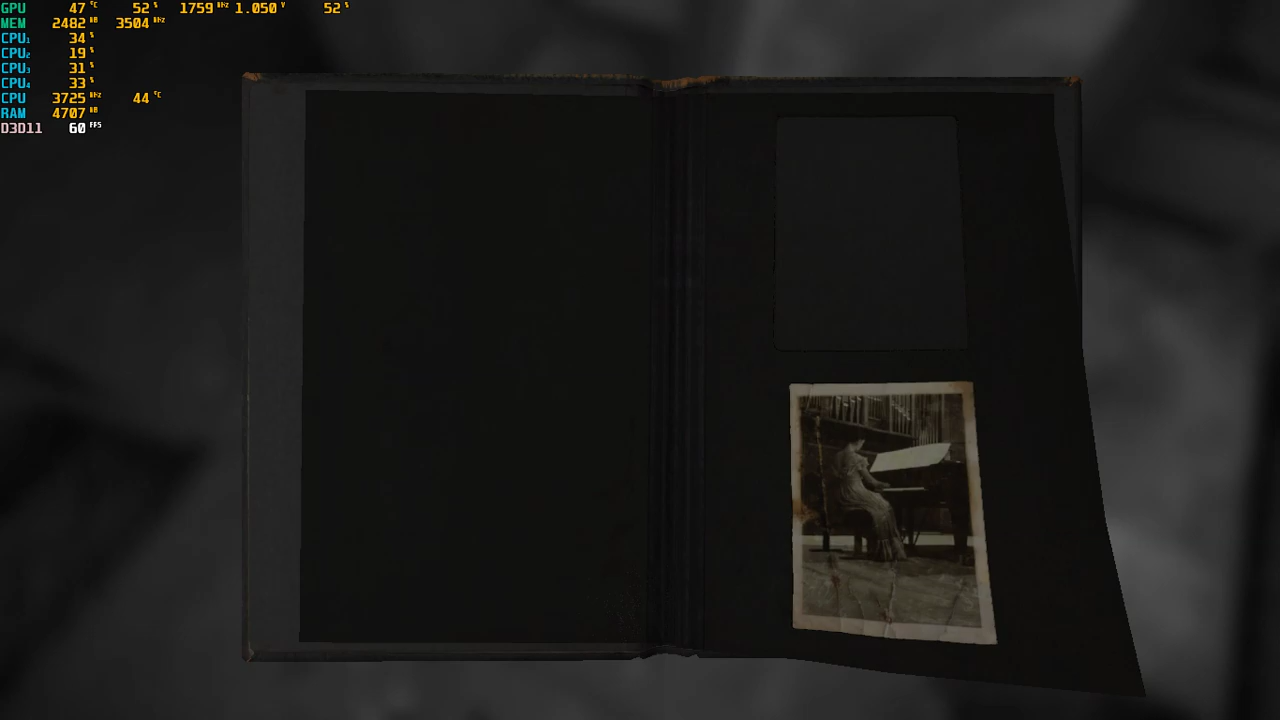 GPU 47 °C 52 % 1759 MHz 1.050 V 52 %
MEM 2482 MB 3504 MHz
CPU1 34 %
CPU2 19 %
CPU3 31 %
CPU4 33 %
CPU 3725 MHz 44 °C
RAM 4707 MB
D3D11 60 FPS